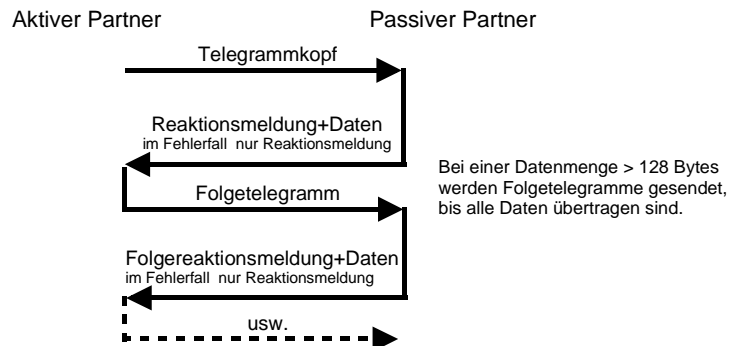 Aktiver Partner
Passiver Partner
Telegrammkopf
Reaktionsmeldung+Daten
im Fehlerfall nur Reaktionsmeldung
Bei einer Datenmenge > 128 Bytes
werden Folgetelegramme gesendet,
bis alle Daten übertragen sind.
Folgetelegramm
Folgereaktionsmeldung+Daten
im Fehlerfall nur Reaktionsmeldung
usw.